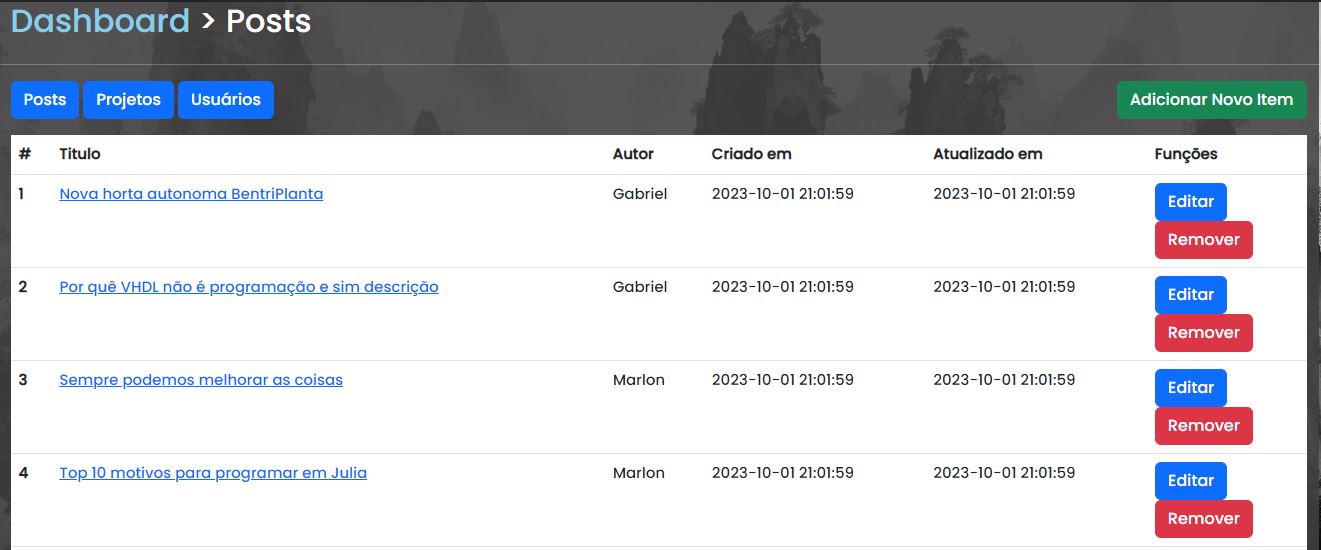 Dashboard > Posts
Posts Projetos Usuários Adicionar Novo Item
# Titulo Autor Criado em Atualizado em Funções
1 Nova horta autonoma BentriPlanta Gabriel 2023-10-01 21:01:59 2023-10-01 21:01:59 Editar
Remover
2 Por quê VHDL não é programação e sim descrição Gabriel 2023-10-01 21:01:59 2023-10-01 21:01:59 Editar
Remover
3 Sempre podemos melhorar as coisas Marlon 2023-10-01 21:01:59 2023-10-01 21:01:59 Editar
Remover
4 Top 10 motivos para programar em Julia Marlon 2023-10-01 21:01:59 2023-10-01 21:01:59 Editar
Remover